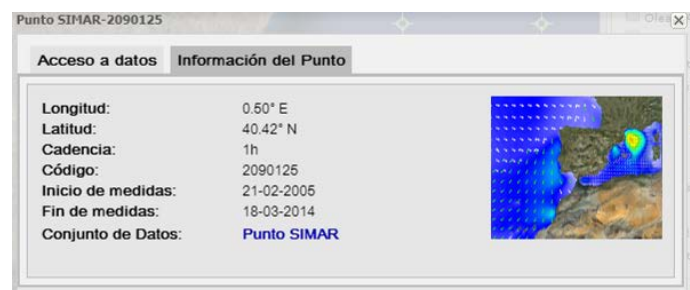 Punto SIMAR-2090125
Acceso a datos Información del Punto
Longitud: 0.50° E
Latitud: 40.42° N
Cadencia: 1h
Código: 2090125
Inicio de medidas: 21-02-2005
Fin de medidas: 18-03-2014
Conjunto de Datos: Punto SIMAR